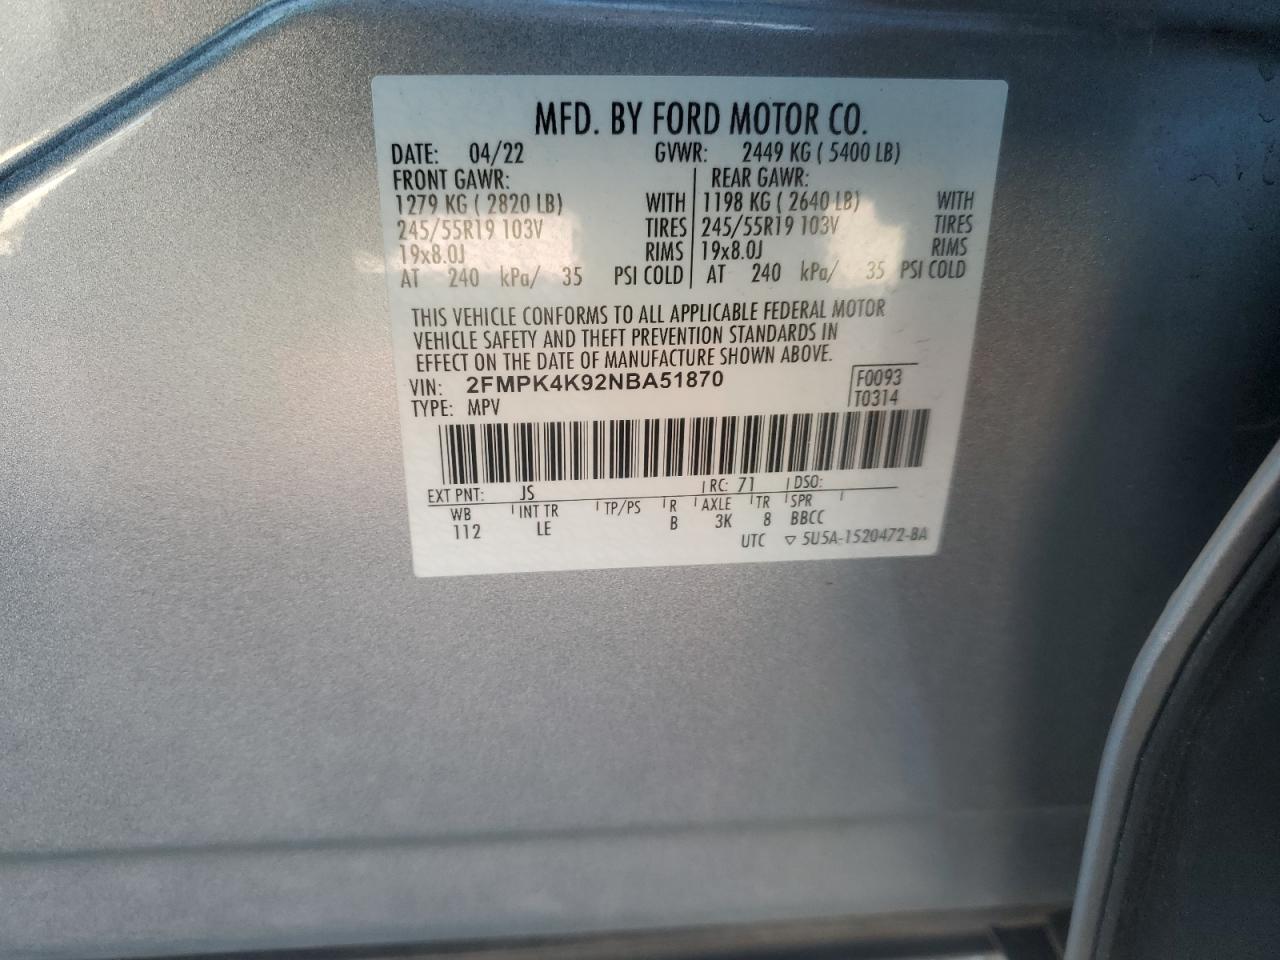 MFD. BY FORD MOTOR CO.
DATE: 04/22 GVWR: 2449 KG ( 5400 LB)
FRONT GAWR: REAR GAWR:
1279 KG ( 2820 LB) WITH 1198 KG ( 2640 LB) WITH
245/55R19 103V TIRES 245/55R19 103V TIRES
19x8.0J RIMS 19x8.0J RIMS
AT 240 kPa/ 35 PSI COLD AT 240 kPa/ 35 PSI COLD
THIS VEHICLE CONFORMS TO ALL APPLICABLE FEDERAL MOTOR
VEHICLE SAFETY AND THEFT PREVENTION STANDARDS IN
EFFECT ON THE DATE OF MANUFACTURE SHOWN ABOVE.
VIN: 2FMPK4K92NBA51870 F0093
TYPE: MPV T0314
EXT PNT: JS RC: 71 DSO:
WB INT TR TP/PS R AXLE TR SPR
112 LE B 3K 8 BBCC
UTC ▽ 5U5A-1520472-BA